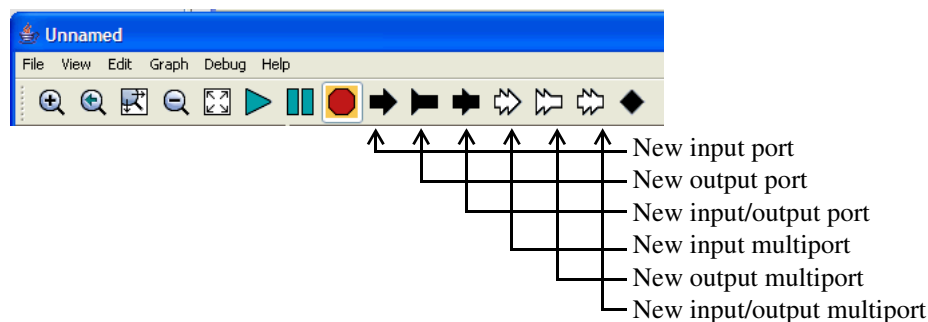 Unnamed
File View Edit Graph Debug Help
New input port
New output port
New input/output port
New input multiport
New output multiport
New input/output multiport